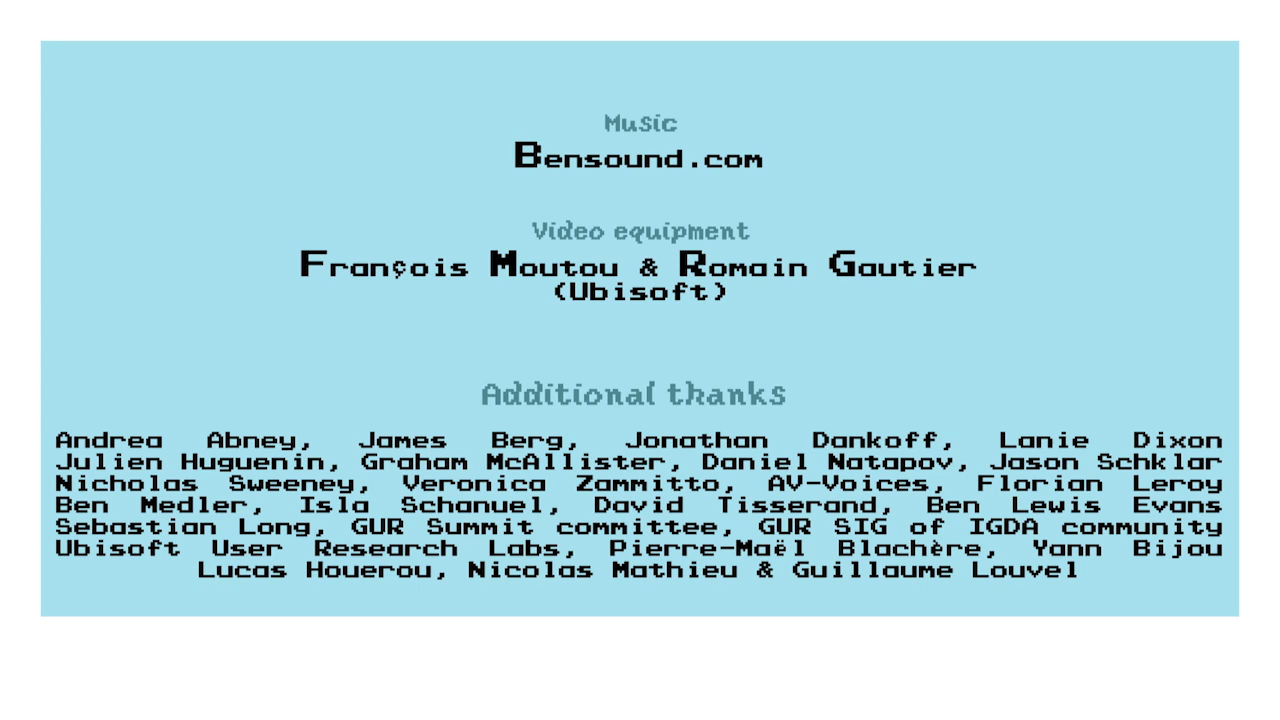 Music
Bensound.com
Video equipment
François Moutou & Romain Gautier
(Ubisoft)
Additional thanks
Andrea Abney, James Berg, Jonathan Dankoff, Lanie Dixon
Julien Huguenin, Graham McAllister, Daniel Natapov, Jason Schklar
Nicholas Sweeney, Veronica Zammitto, AV-Voices, Florian Leroy
Ben Medler, Isla Schanuel, David Tisserand, Ben Lewis Evans
Sebastian Long, GUR Summit committee, GUR SIG of IGDA community
Ubisoft User Research Labs, Pierre-Maël Blachère, Yann Bijou
Lucas Houerou, Nicolas Mathieu & Guillaume Louvel